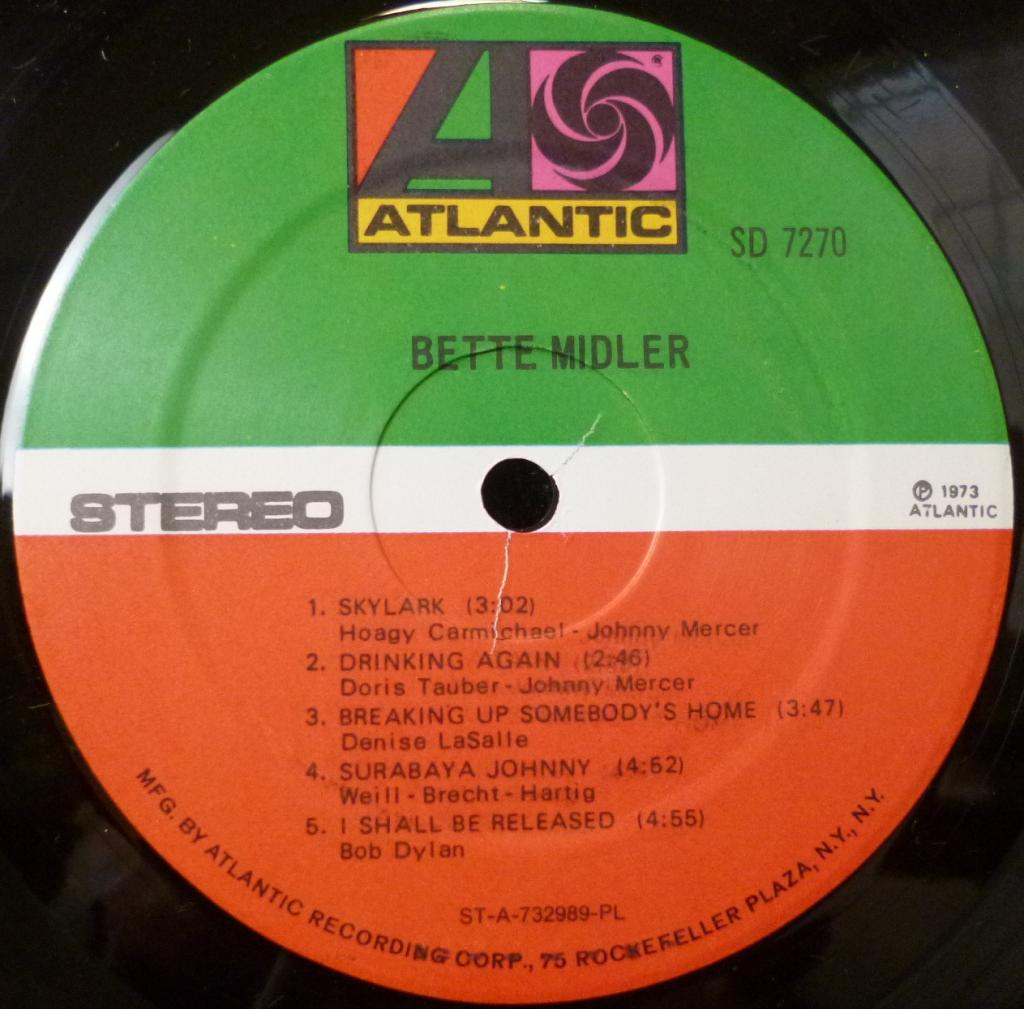 ATLANTIC
SD 7270
BETTE MIDLER
STEREO
Ⓟ 1973
ATLANTIC
1. SKYLARK (3:02)
Hoagy Carmichael - Johnny Mercer
2. DRINKING AGAIN (2:46)
Doris Tauber - Johnny Mercer
3. BREAKING UP SOMEBODY'S HOME (3:47)
Denise LaSalle
4. SURABAYA JOHNNY (4:52)
Weill - Brecht - Hartig
5. I SHALL BE RELEASED (4:55)
Bob Dylan
ST-A-732989-PL
MFG. BY ATLANTIC RECORDING CORP., 75 ROCKEFELLER PLAZA, N.Y., N.Y.